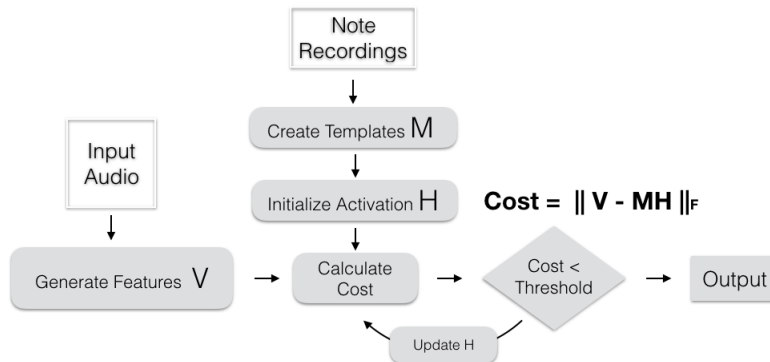 Note
Recordings
Create Templates M
Input
Audio
Initialize Activation H
Cost = || V - MH ||F
Generate Features V
Calculate
Cost
Cost <
Threshold
Output
Update H